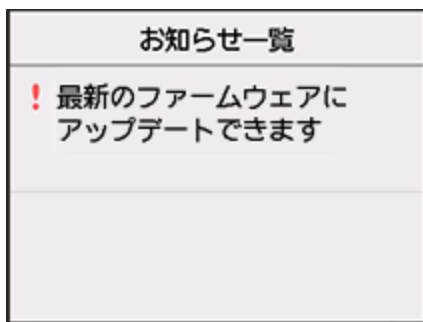 お知らせ一覧
! 最新のファームウェアに
アップデートできます